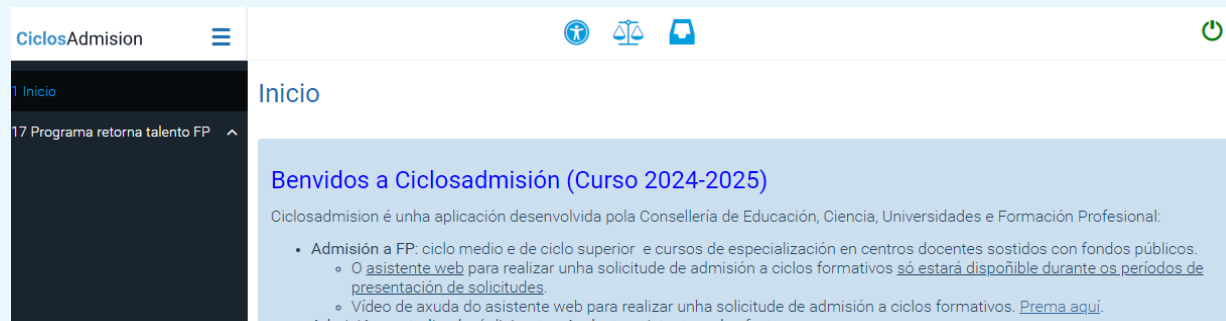 CiclosAdmision
1 Inicio
17 Programa retorna talento FP
Inicio
Benvidos a Ciclosadmisión (Curso 2024-2025)
Ciclosadmision é unha aplicación desenvolvida pola Consellería de Educación, Ciencia, Universidades e Formación Profesional:
Admisión a FP: ciclo medio e de ciclo superior e cursos de especialización en centros docentes sostidos con fondos públicos.
O asistente web para realizar unha solicitude de admisión a ciclos formativos só estará dispoñible durante os períodos de
presentación de solicitudes.
Vídeo de axuda do asistente web para realizar unha solicitude de admisión a ciclos formativos. Prema aquí.